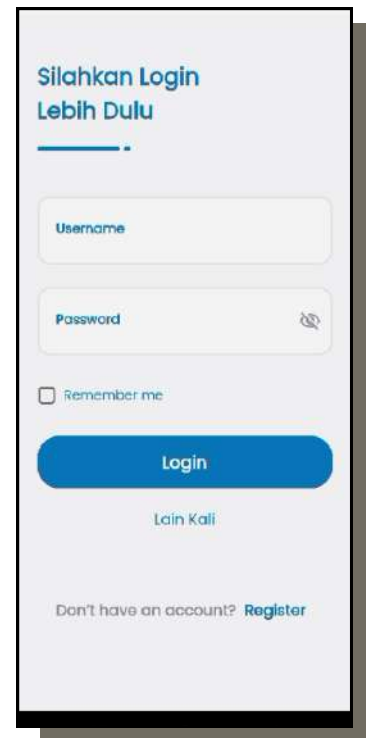 Silahkan Login
Lebih Dulu
Username
Password
Remember me
Login
Lain Kali
Don't have an account? Register